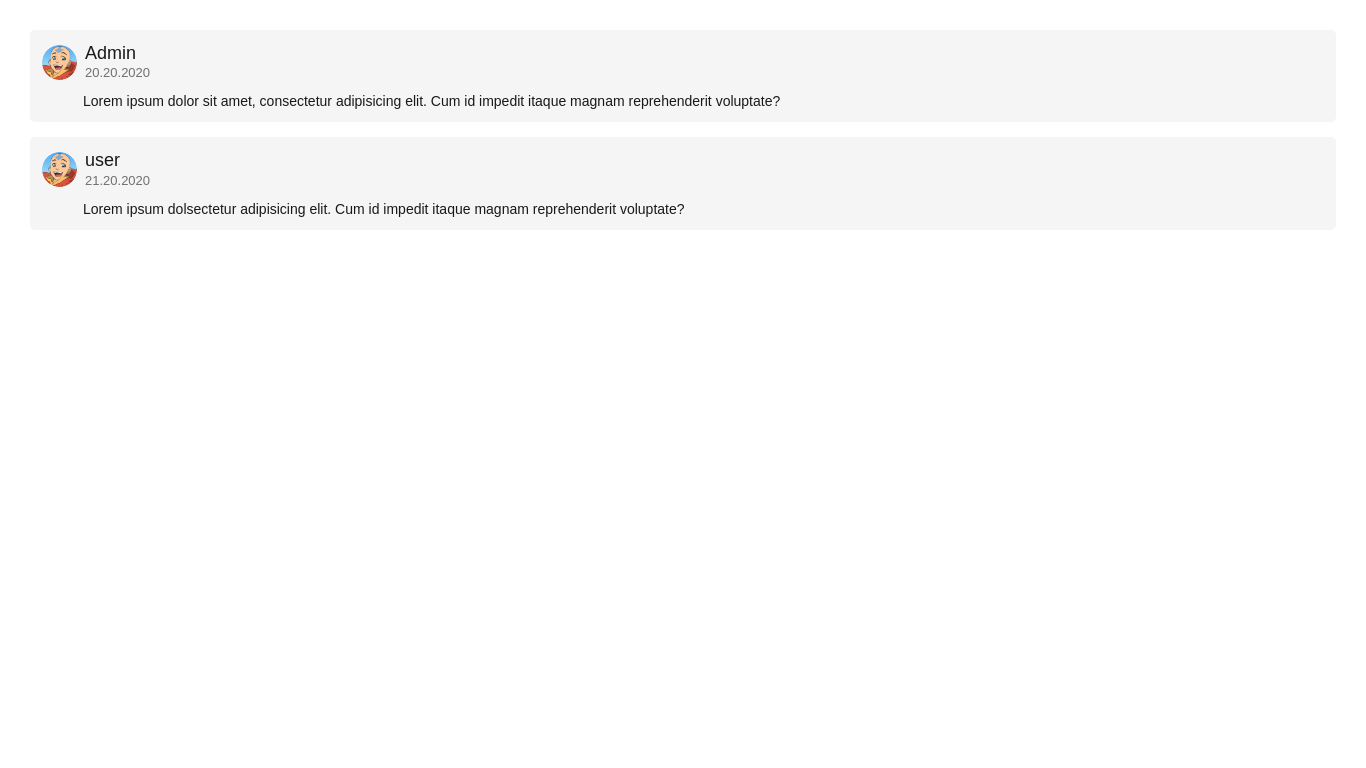 Admin
20.20.2020
Lorem ipsum dolor sit amet, consectetur adipisicing elit. Cum id impedit itaque magnam reprehenderit voluptate?
user
21.20.2020
Lorem ipsum dolsectetur adipisicing elit. Cum id impedit itaque magnam reprehenderit voluptate?